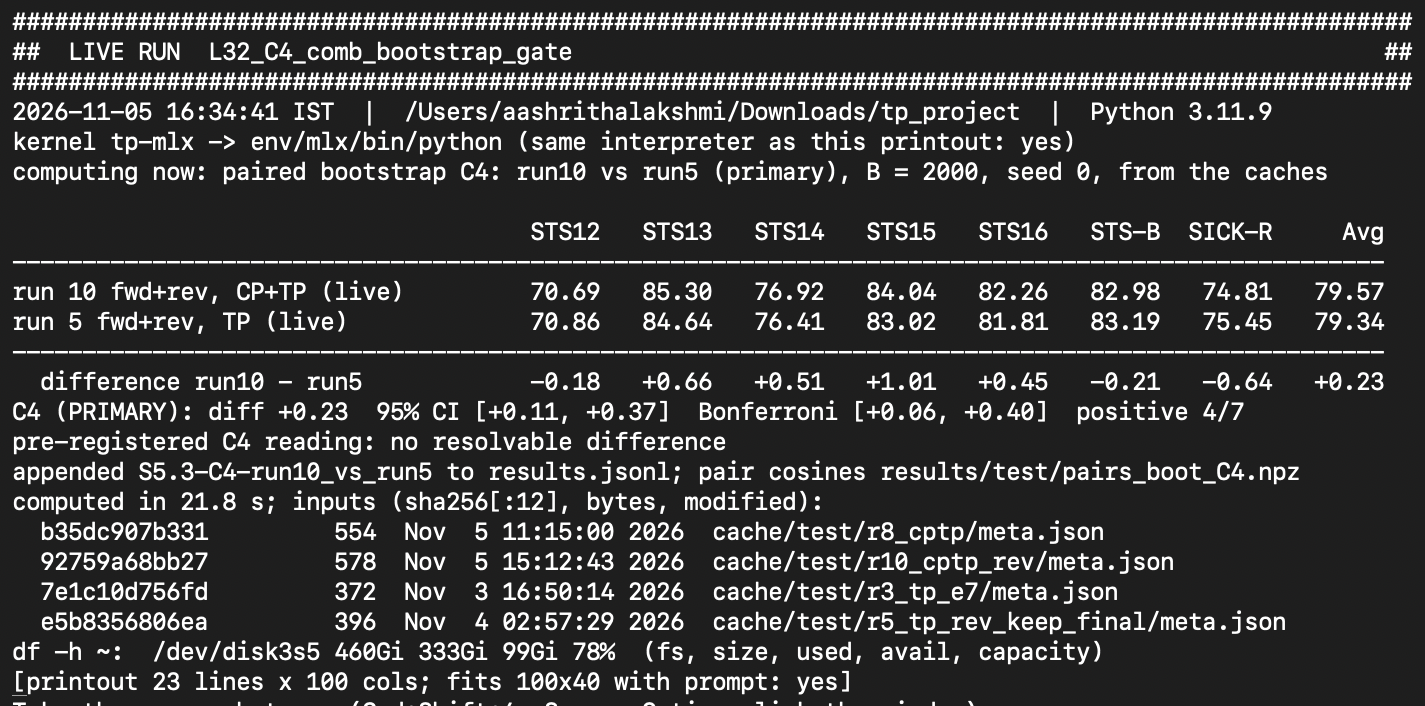 ####################################################################################################
##  LIVE RUN  L32_C4_comb_bootstrap_gate                                                          ##
####################################################################################################
2026-11-05 16:34:41 IST  |  /Users/aashrithalakshmi/Downloads/tp_project  |  Python 3.11.9
kernel tp-mlx -> env/mlx/bin/python (same interpreter as this printout: yes)
computing now: paired bootstrap C4: run10 vs run5 (primary), B = 2000, seed 0, from the caches
                                     STS12   STS13   STS14   STS15   STS16   STS-B  SICK-R     Avg
--------------------------------------------------------------------------------------------------
run 10 fwd+rev, CP+TP (live)         70.69   85.30   76.92   84.04   82.26   82.98   74.81   79.57
run 5 fwd+rev, TP (live)             70.86   84.64   76.41   83.02   81.81   83.19   75.45   79.34
--------------------------------------------------------------------------------------------------
  difference run10 - run5            -0.18   +0.66   +0.51   +1.01   +0.45   -0.21   -0.64   +0.23
C4 (PRIMARY): diff +0.23  95% CI [+0.11, +0.37]  Bonferroni [+0.06, +0.40]  positive 4/7
pre-registered C4 reading: no resolvable difference
appended S5.3-C4-run10_vs_run5 to results.jsonl; pair cosines results/test/pairs_boot_C4.npz
computed in 21.8 s; inputs (sha256[:12], bytes, modified):
  b35dc907b331         554  Nov  5 11:15:00 2026  cache/test/r8_cptp/meta.json
  92759a68bb27         578  Nov  5 15:12:43 2026  cache/test/r10_cptp_rev/meta.json
  7e1c10d756fd         372  Nov  3 16:50:14 2026  cache/test/r3_tp_e7/meta.json
  e5b8356806ea         396  Nov  4 02:57:29 2026  cache/test/r5_tp_rev_keep_final/meta.json
df -h ~:  /dev/disk3s5 460Gi 333Gi 99Gi 78%  (fs, size, used, avail, capacity)
[printout 23 lines x 100 cols; fits 100x40 with prompt: yes]